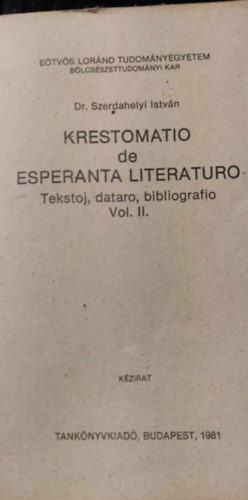 EÖTVÖS LORÁND TUDOMÁNYEGYETEM
BÖLCSÉSZETTUDOMÁNYI KAR
Dr. Szerdahelyi István
KRESTOMATIO
de
ESPERANTA LITERATURO
Tekstoj, dataro, bibliografio
Vol. II.
KÉZIRAT
TANKÖNYVKIADÓ, BUDAPEST, 1981